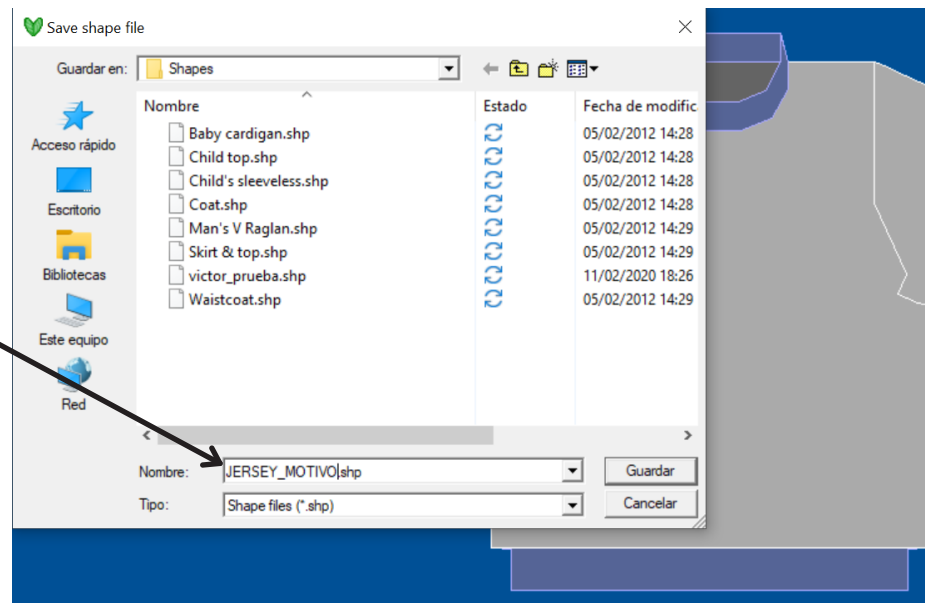 Save shape file
Guardar en: Shapes
Nombre Estado Fecha de modific
Baby cardigan.shp 05/02/2012 14:28
Child top.shp 05/02/2012 14:28
Child's sleeveless.shp 05/02/2012 14:28
Coat.shp 05/02/2012 14:28
Man's V Raglan.shp 05/02/2012 14:29
Skirt & top.shp 05/02/2012 14:29
victor_prueba.shp 11/02/2020 18:26
Waistcoat.shp 05/02/2012 14:29
Acceso rápido
Escritorio
Bibliotecas
Este equipo
Red
Nombre: JERSEY_MOTIVO.shp Guardar
Tipo: Shape files (*.shp) Cancelar